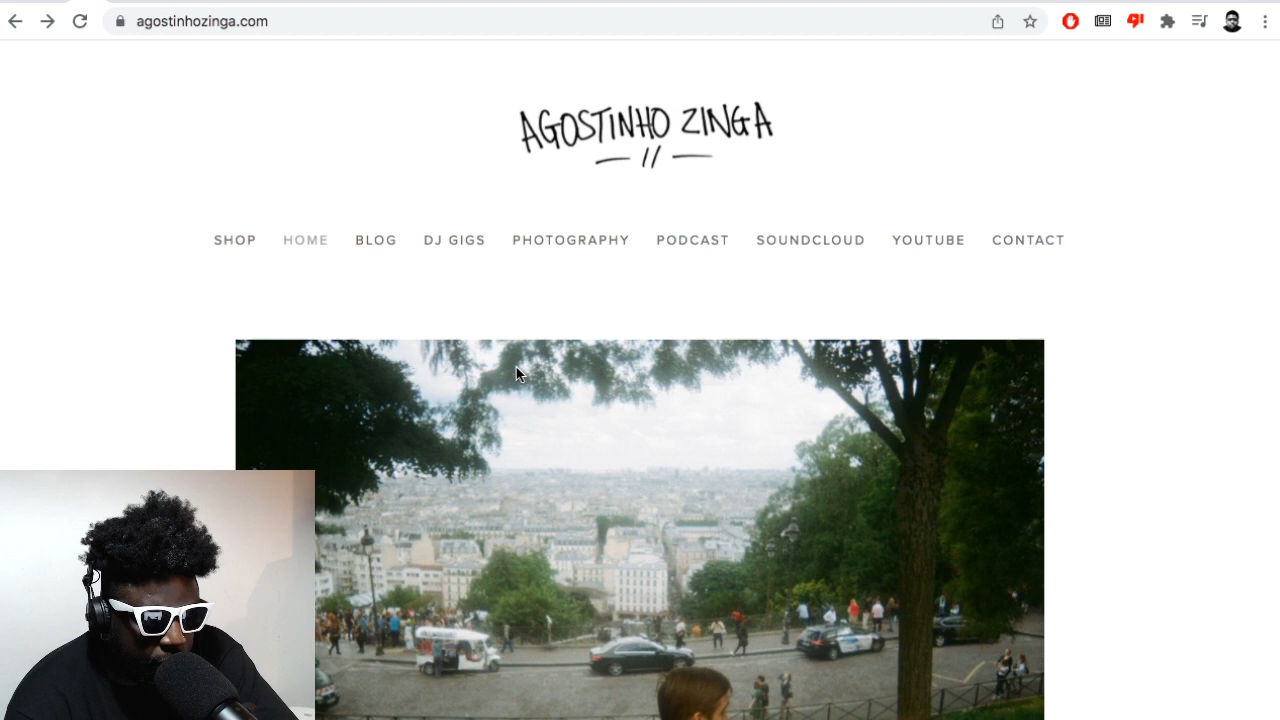 agostinhozinga.com
AGOSTINHO ZINGA
SHOP HOME BLOG DJ GIGS PHOTOGRAPHY PODCAST SOUNDCLOUD YOUTUBE CONTACT